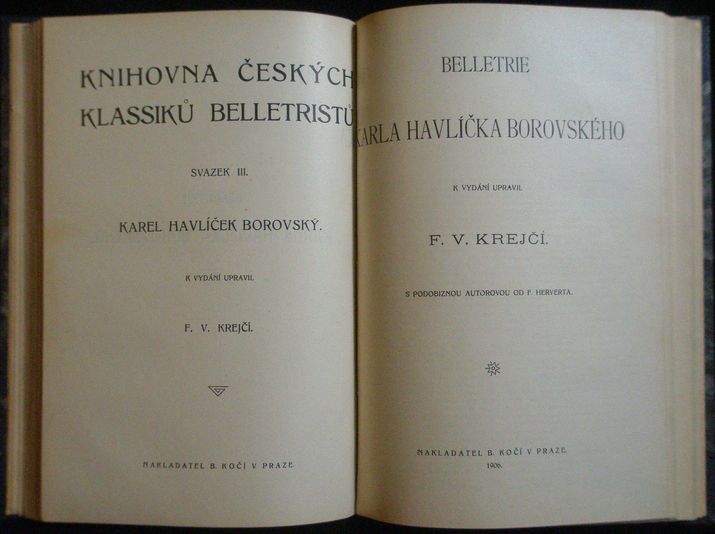 KNIHOVNA ČESKÝCH
KLASSIKŮ BELLETRISTŮ
SVAZEK III.
KAREL HAVLÍČEK BOROVSKÝ.
K VYDÁNÍ UPRAVIL
F. V. KREJČÍ.
NAKLADATEL B. KOČÍ V PRAZE.
BELLETRIE
KARLA HAVLÍČKA BOROVSKÉHO
K VYDÁNÍ UPRAVIL
F. V. KREJČÍ.
S PODOBIZNOU AUTOROVOU OD F. HERVERTA.
NAKLADATEL B. KOČÍ V PRAZE.
1906.